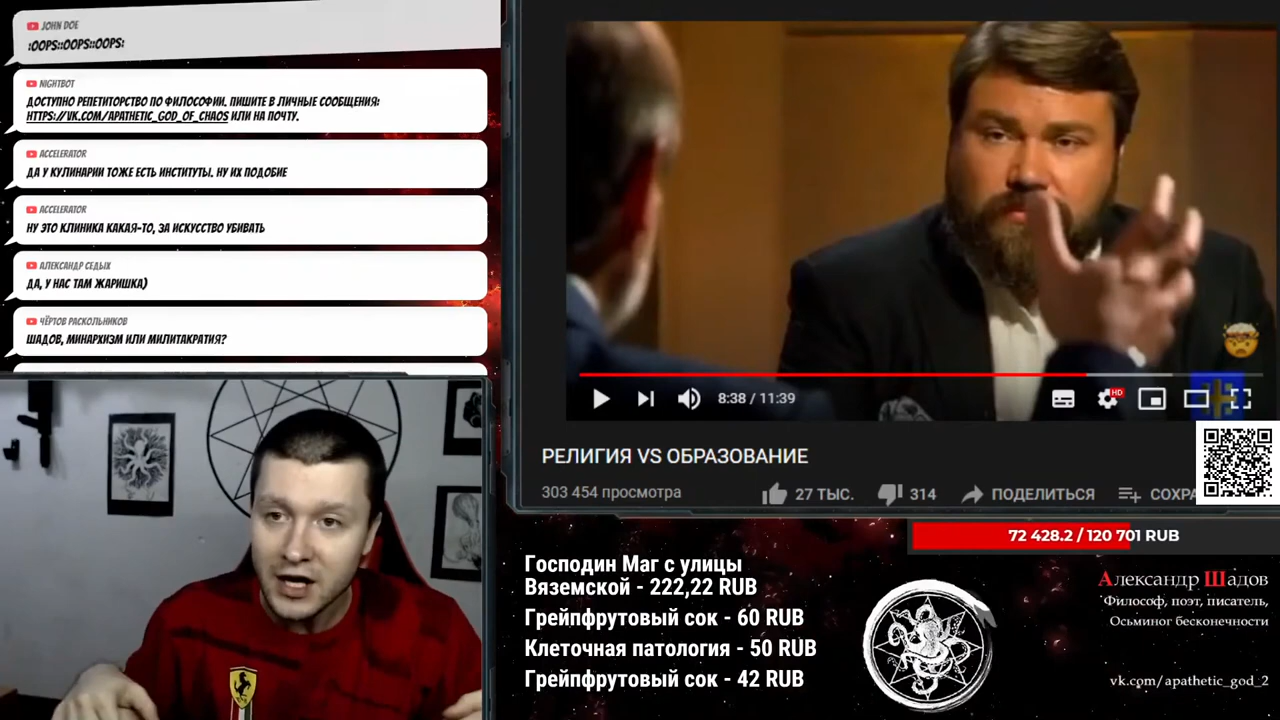 JOHN DOE
:OOPS::OOPS::OOPS:
NIGHTBOT
ДОСТУПНО РЕПЕТИТОРСТВО ПО ФИЛОСОФИИ. ПИШИТЕ В ЛИЧНЫЕ СООБЩЕНИЯ:
HTTPS://VK.COM/APATHETIC_GOD_OF_CHAOS ИЛИ НА ПОЧТУ.
ACCELERATOR
ДА У КУЛИНАРИИ ТОЖЕ ЕСТЬ ИНСТИТУТЫ. НУ ИХ ПОДОБИЕ
ACCELERATOR
НУ ЭТО КЛИНИКА КАКАЯ-ТО, ЗА ИСКУССТВО УБИВАТЬ
АЛЕКСАНДР СЕДЫХ
ДА, У НАС ТАМ ЖАРИШКА)
ЧЁРТОВ РАСКОЛЬНИКОВ
ШАДОВ, МИНАРХИЗМ ИЛИ МИЛИТАКРАТИЯ?
8:38 / 11:39
HD
РЕЛИГИЯ VS ОБРАЗОВАНИЕ
303 454 просмотра
27 ТЫС.
314
ПОДЕЛИТЬСЯ
СОХРА
72 428.2 / 120 701 RUB
Господин Маг с улицы
Вяземской - 222,22 RUB
Грейпфрутовый сок - 60 RUB
Клеточная патология - 50 RUB
Грейпфрутовый сок - 42 RUB
Александр Шадов
Философ, поэт, писатель,
Осьминог бесконечности
vk.com/apathetic_god_2